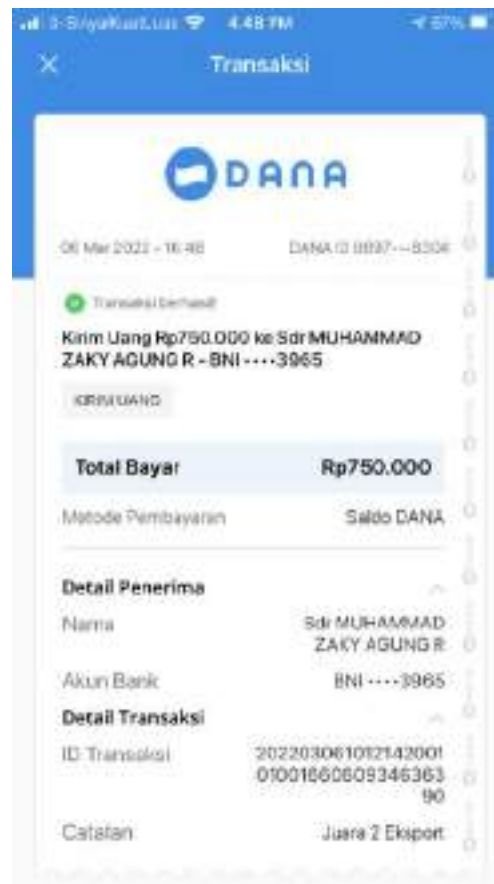 4.48 PM 67%
Transaksi
DANA
06 Mar 2022 - 16:48
Transaksi berhasil!
Kirim Uang Rp750.000 ke Sdr MUHAMMAD
ZAKY AGUNG R - BNI ····3965
KIRIM UANG
Total Bayar Rp750.000
Metode Pembayaran Saldo DANA
Detail Penerima
Nama Sdr MUHAMMAD
ZAKY AGUNG R
Akun Bank BNI ····3965
Detail Transaksi
ID Transaksi
90
Catatan Juara 2 Eksport